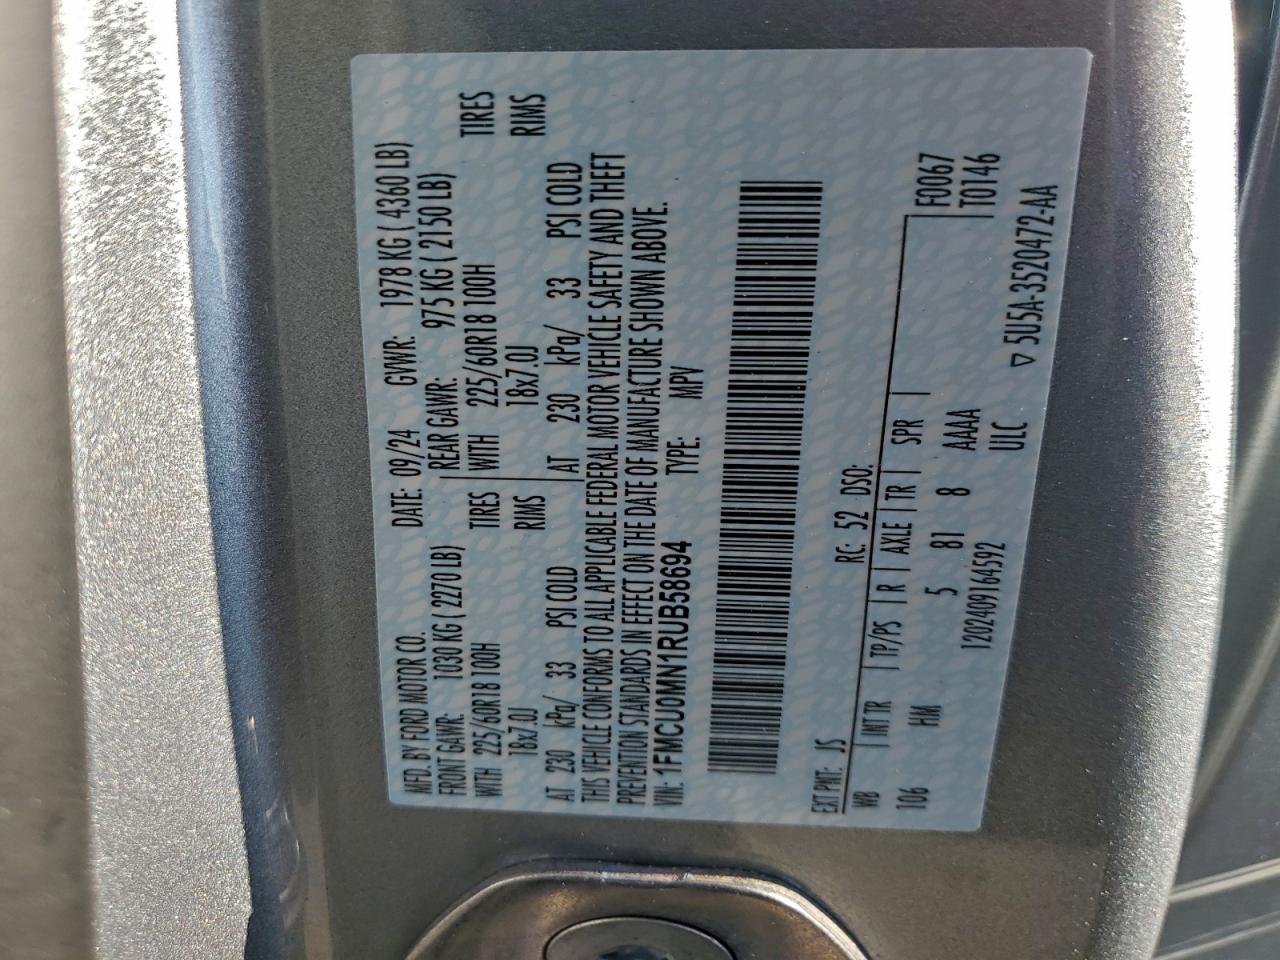 MFD. BY FORD MOTOR CO.
DATE: 09/24 GVWR: 1978 KG ( 4360 LB)
FRONT GAWR: 1030 KG ( 2270 LB) REAR GAWR: 975 KG ( 2150 LB)
WITH 225/60R18 100H TIRES WITH 225/60R18 100H TIRES
18x7.0J RIMS 18x7.0J RIMS
AT 230 kPa/ 33 PSI COLD AT 230 kPa/ 33 PSI COLD
THIS VEHICLE CONFORMS TO ALL APPLICABLE FEDERAL MOTOR VEHICLE SAFETY AND THEFT
PREVENTION STANDARDS IN EFFECT ON THE DATE OF MANUFACTURE SHOWN ABOVE.
VIN: 1FMCU0MN1RUB58694 TYPE: MPV
EXT PNT: JS RC: 52 DSO:
WB INT TR TP/PS R AXLE TR SPR F0067
106 HM 5 81 8 AAAA T0146
1202409164592 ULC
▽ 5U5A-3520472-AA